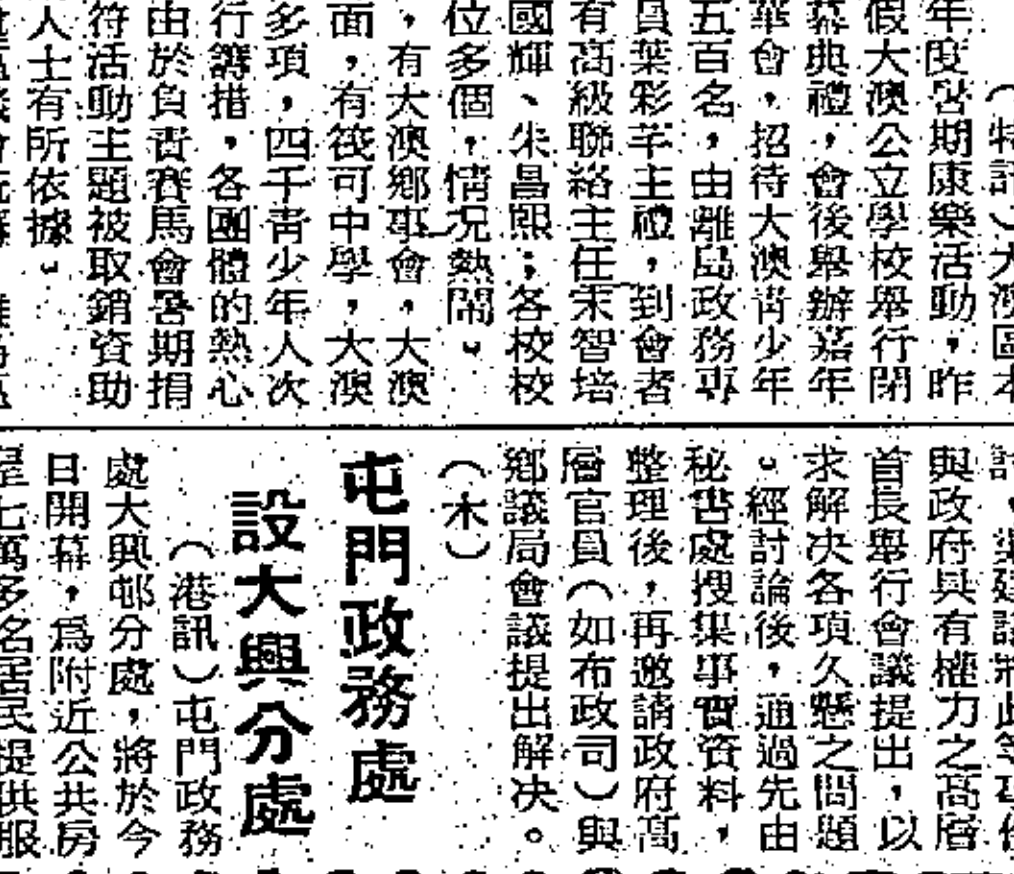 （特訊）大澳區本
年度暑期康樂活動，昨
假大澳公立學校舉行閉
幕典禮，會後舉辦嘉年
華會，招待大澳青少年
五百名，由離島政務專
員葉彩羊主禮，到會者
有高級聯絡主任宋智培
國輝、朱昌熙；各校校
位多個，情況熱鬧。
，有大澳鄉事會，大澳
面，有筏可中學，大澳
多項，四千青少年人次
行籌措，各團體的熱心
由於負責賽馬會暑期捐
符活動主題被取銷資助
人士有所依據。
與政府具有權力之高層
首長舉行會議提出，以
求解决各項久懸之問題
。經討論後，通過先由
秘書處搜集事實資料，
整理後，再邀請政府高
層官員（如布政司）與
鄉議局會議提出解决。
（木）
屯門政務處
設大興分處
（港訊）屯門政務
處大興邨分處，將於今
日開幕，爲附近公共房
屋七萬多名居民提供服